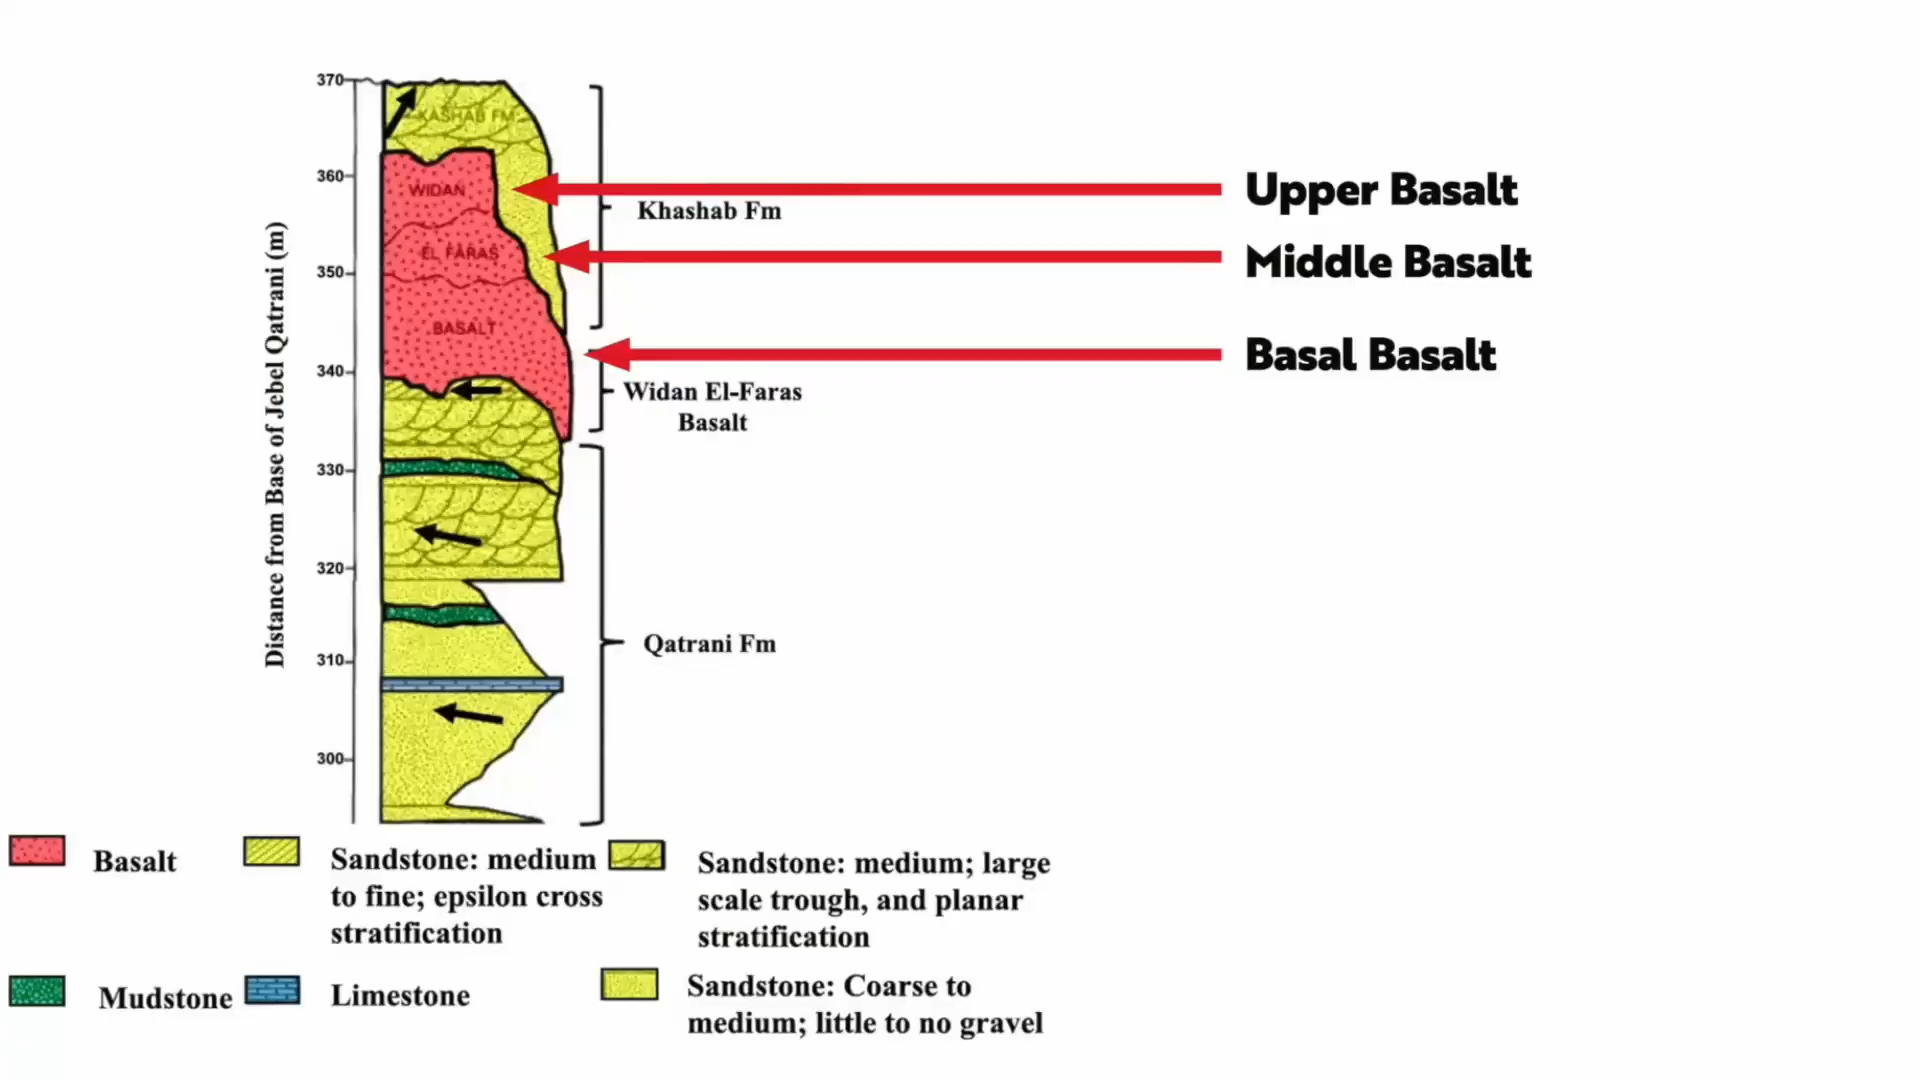 370
KASHAB FM
360
WIDAN
Upper Basalt
Khashab Fm
EL FARAS
Middle Basalt
350
BASALT
Basal Basalt
340
Widan El-Faras
Basalt
330
320
310
Qatrani Fm
300
Distance from Base of Jebel Qatrani (m)
Basalt
Sandstone: medium
to fine; epsilon cross
stratification
Sandstone: medium; large
scale trough, and planar
stratification
Mudstone
Limestone
Sandstone: Coarse to
medium; little to no gravel